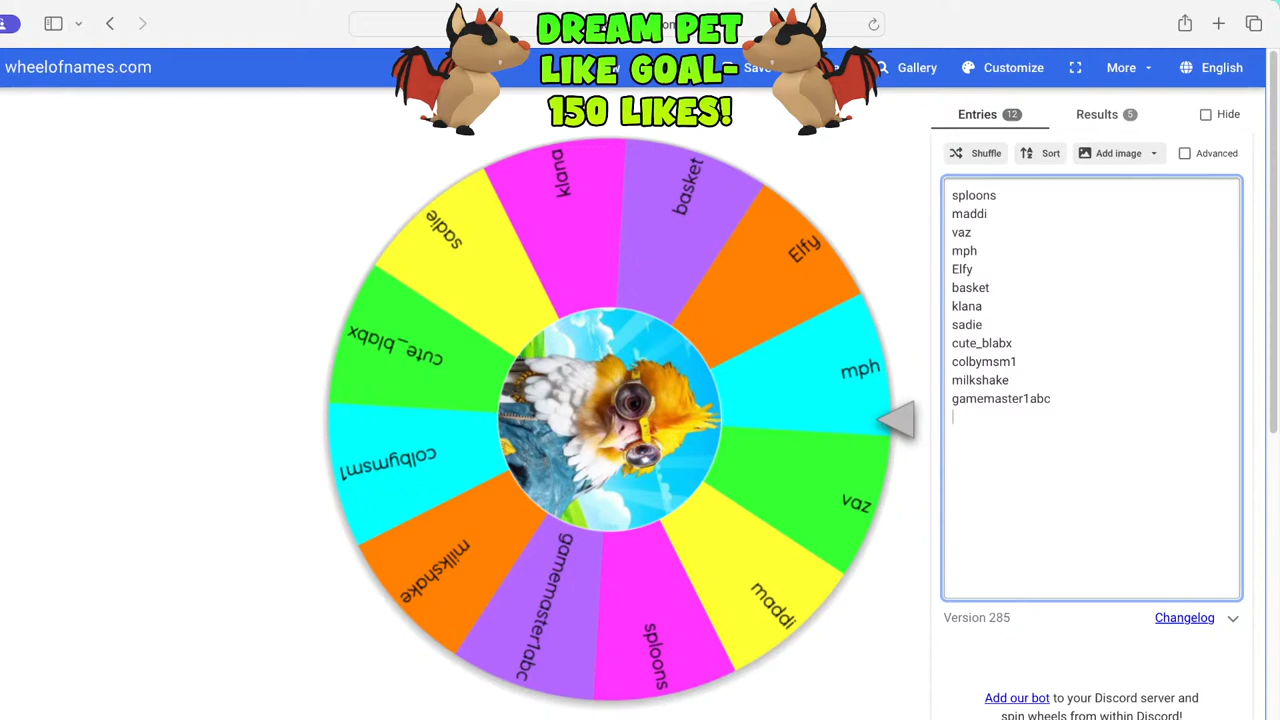 DREAM PET
LIKE GOAL-
150 LIKES!
wheelofnames.com
Gallery
Customize
More
English
Entries 12
Results 5
Hide
Shuffle
Sort
Add image
Advanced
sploons
maddi
vaz
mph
Elfy
basket
klana
sadie
cute_blabx
colbymsm1
milkshake
gamemaster1abc
klana
basket
Elfy
mph
vaz
maddi
sploons
gamemaster1abc
milkshake
colbymsm1
cute_blabx
sadie
Version 285
Changelog
Add our bot to your Discord server and
spin wheels from within Discord!